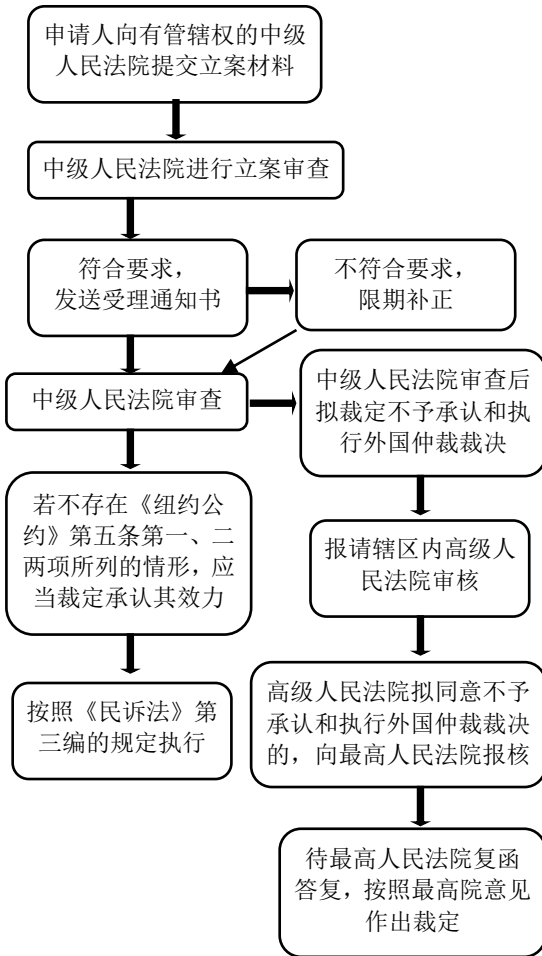 申请人向有管辖权的中级
人民法院提交立案材料
中级人民法院进行立案审查
符合要求，
发送受理通知书
不符合要求，
限期补正
中级人民法院审查
中级人民法院审查后
拟裁定不予承认和执
行外国仲裁裁决
若不存在《纽约公
约》第五条第一、二
两项所列的情形，应
当裁定承认其效力
报请辖区内高级人
民法院审核
按照《民诉法》第
三编的规定执行
高级人民法院拟同意不予
承认和执行外国仲裁裁决
的，向最高人民法院报核
待最高人民法院复函
答复，按照最高院意见
作出裁定